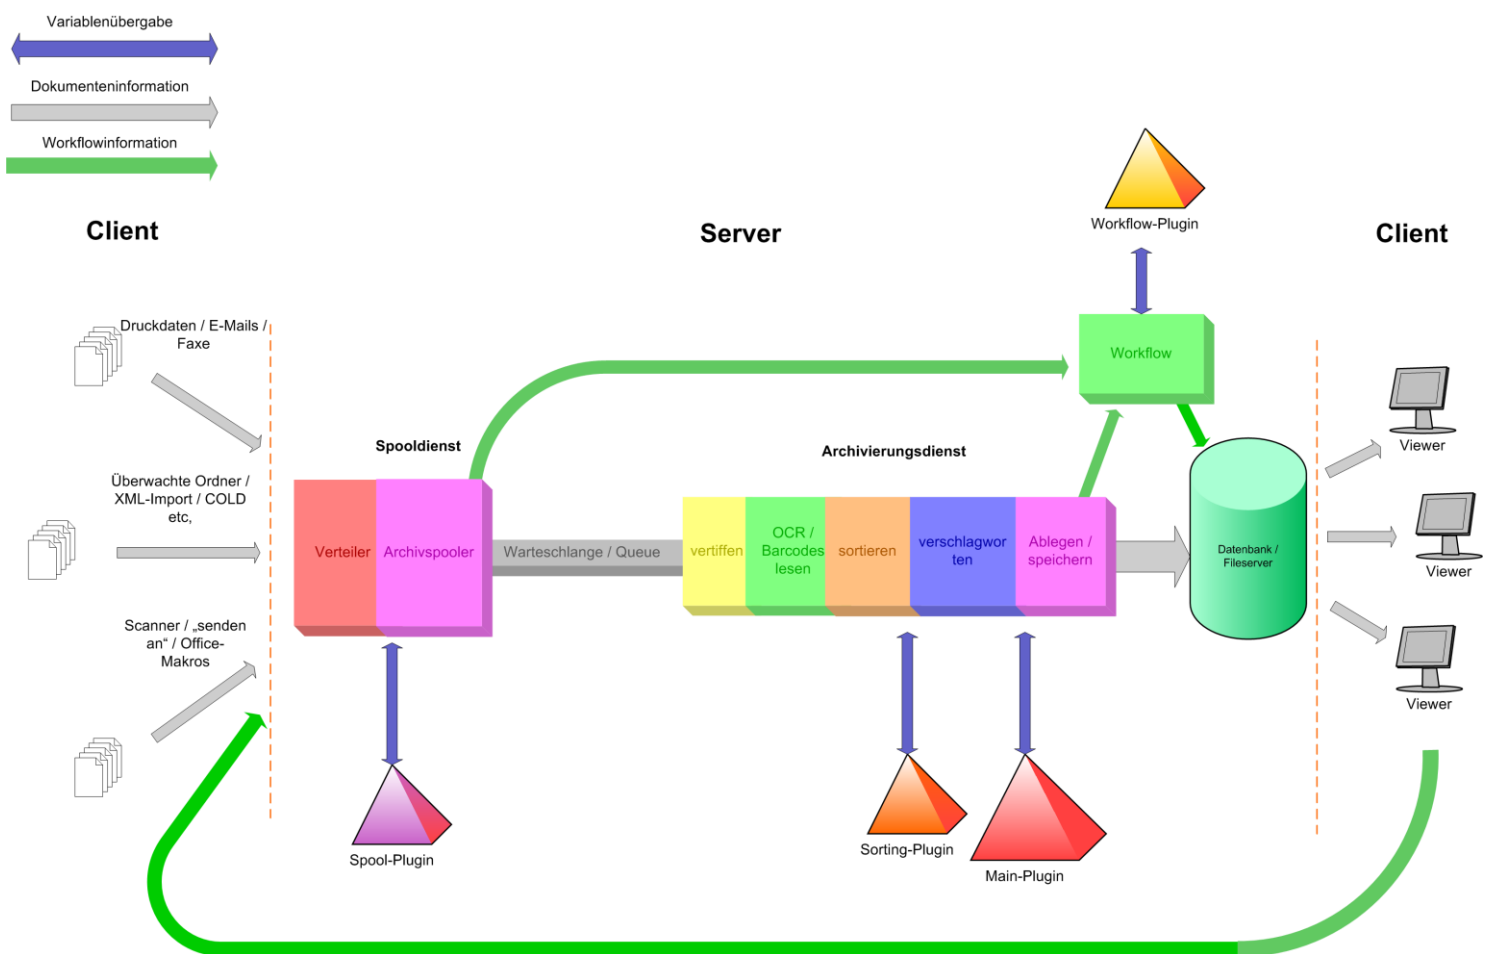 Variablenübergabe
Dokumenteninformation
Workflowinformation
Client
Server
Client
Workflow-Plugin
Druckdaten / E-Mails /
Faxe
Workflow
Spooldienst
Archivierungsdienst
Viewer
Überwachte Ordner /
XML-Import / COLD
etc,
Verteiler
Archivspooler
Warteschlange / Queue
vertiffen
OCR /
Barcodes
lesen
sortieren
verschlagwor
ten
Ablegen /
speichern
Datenbank /
Fileserver
Viewer
Scanner / „senden
an“ / Office-
Makros
Viewer
Spool-Plugin
Sorting-Plugin
Main-Plugin